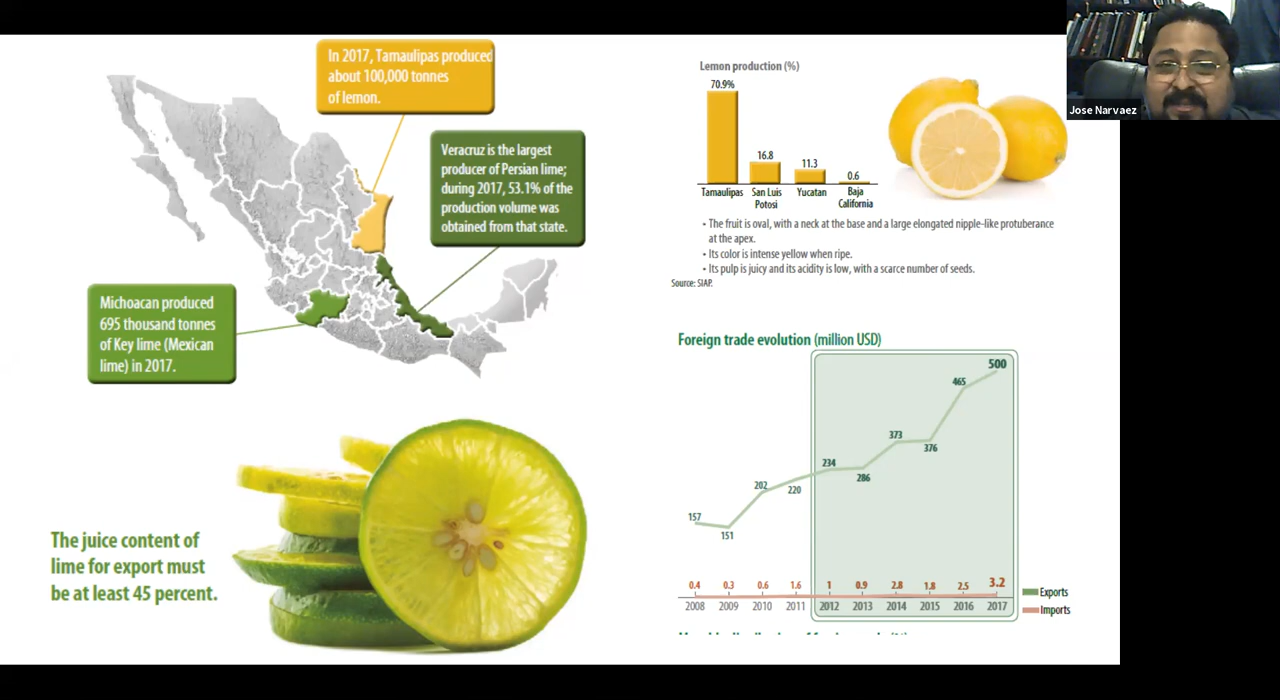 In 2017, Tamaulipas produced
about 100,000 tonnes
of lemon.
Veracruz is the largest
producer of Persian lime;
during 2017, 53.1% of the
production volume was
obtained from that state.
Michoacan produced
695 thousand tonnes
of Key lime (Mexican
lime) in 2017.
The juice content of
lime for export must
be at least 45 percent.
Lemon production (%)
70.9%
16.8
11.3
0.6
Tamaulipas
San Luis
Potosi
Yucatan
Baja
California
• The fruit is oval, with a neck at the base and a large elongated nipple-like protuberance
at the apex.
• Its color is intense yellow when ripe.
• Its pulp is juicy and its acidity is low, with a scarce number of seeds.
Source: SIAP.
Foreign trade evolution (million USD)
157
151
202
220
234
286
373
376
465
500
0.4 0.3 0.6 1.6 1 0.9 2.8 1.8 2.5 3.2
2008 2009 2010 2011 2012 2013 2014 2015 2016 2017
Exports
Imports
Jose Narvaez